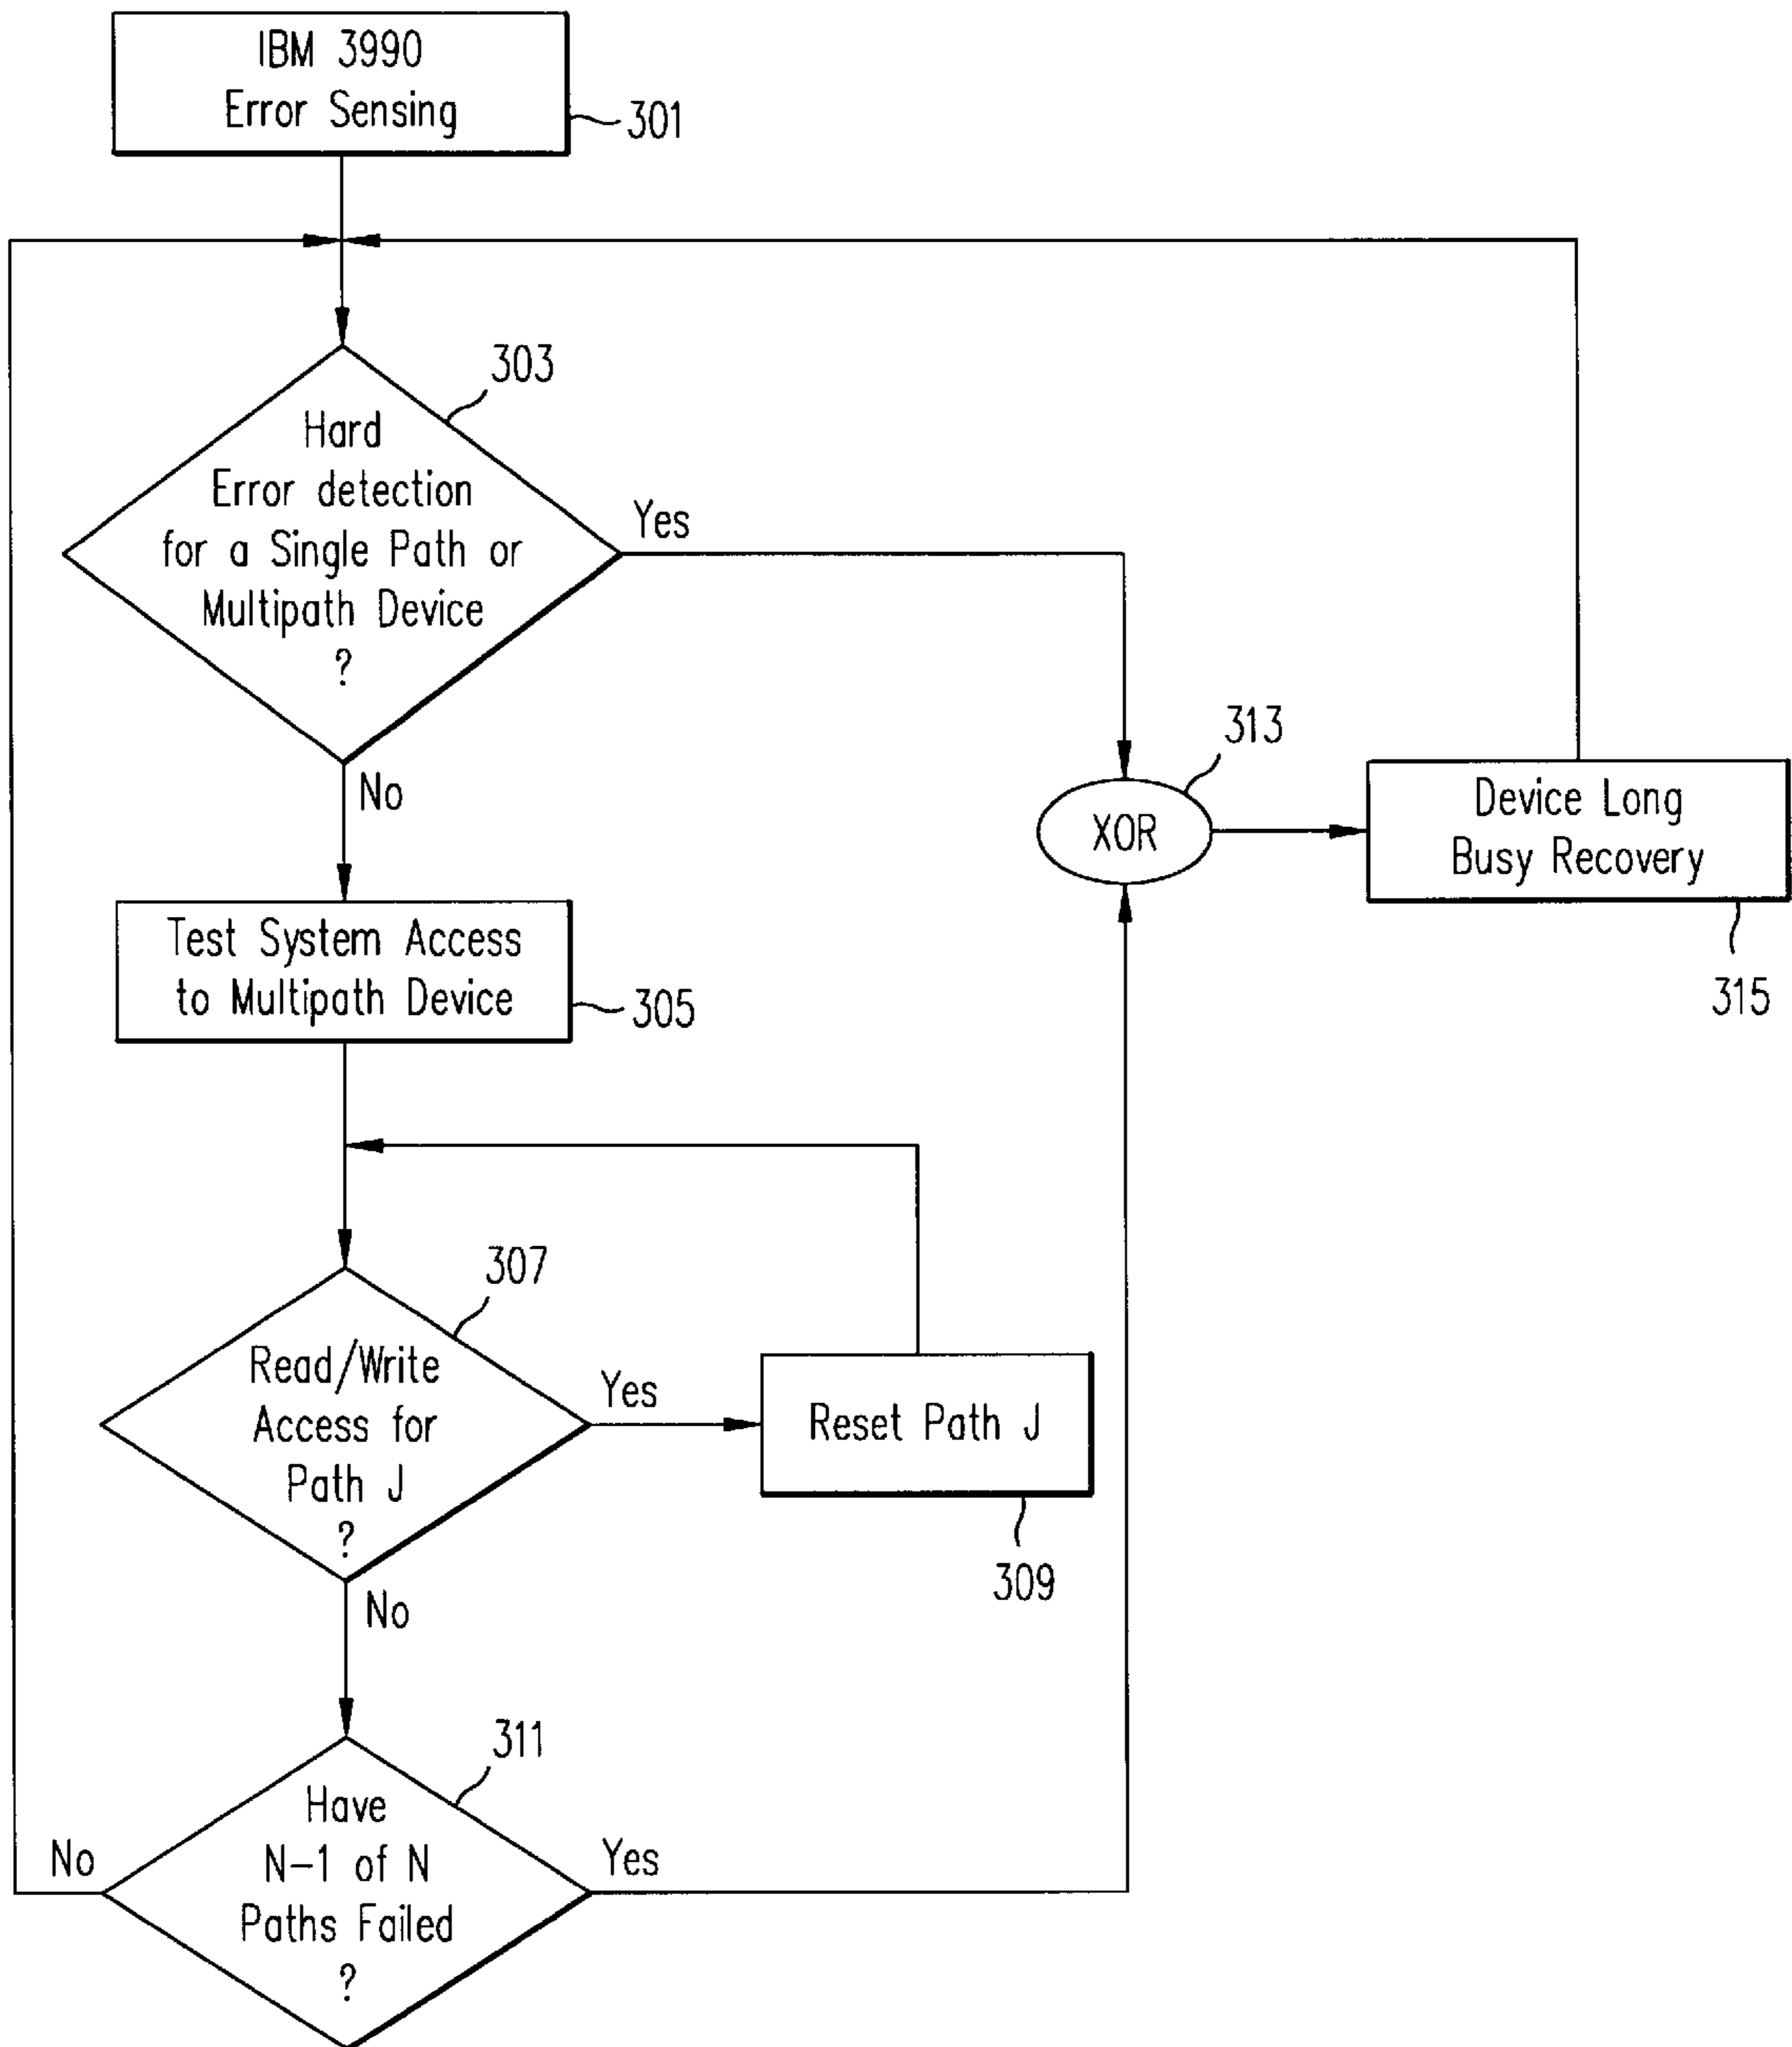 IBM 3990
Error Sensing
301
303
Hard
Error detection
for a Single Path or
Multipath Device
?
Yes
No
313
XOR
Device Long
Busy Recovery
315
Test System Access
to Multipath Device
305
307
Read/Write
Access for
Path J
?
Yes
Reset Path J
309
No
311
Have
N-1 of N
Paths Failed
?
No
Yes